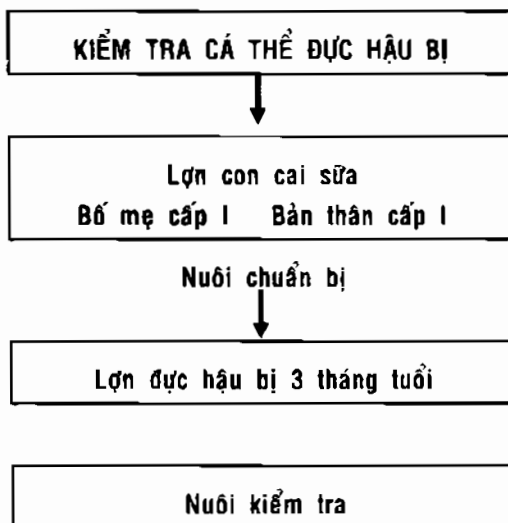 KIỂM TRA CÁ THỂ ĐỰC HẬU BỊ
Lợn con cai sữa
Bố mẹ cấp I Bản thân cấp I
Nuôi chuẩn bị
Lợn đực hậu bị 3 tháng tuổi
Nuôi kiểm tra